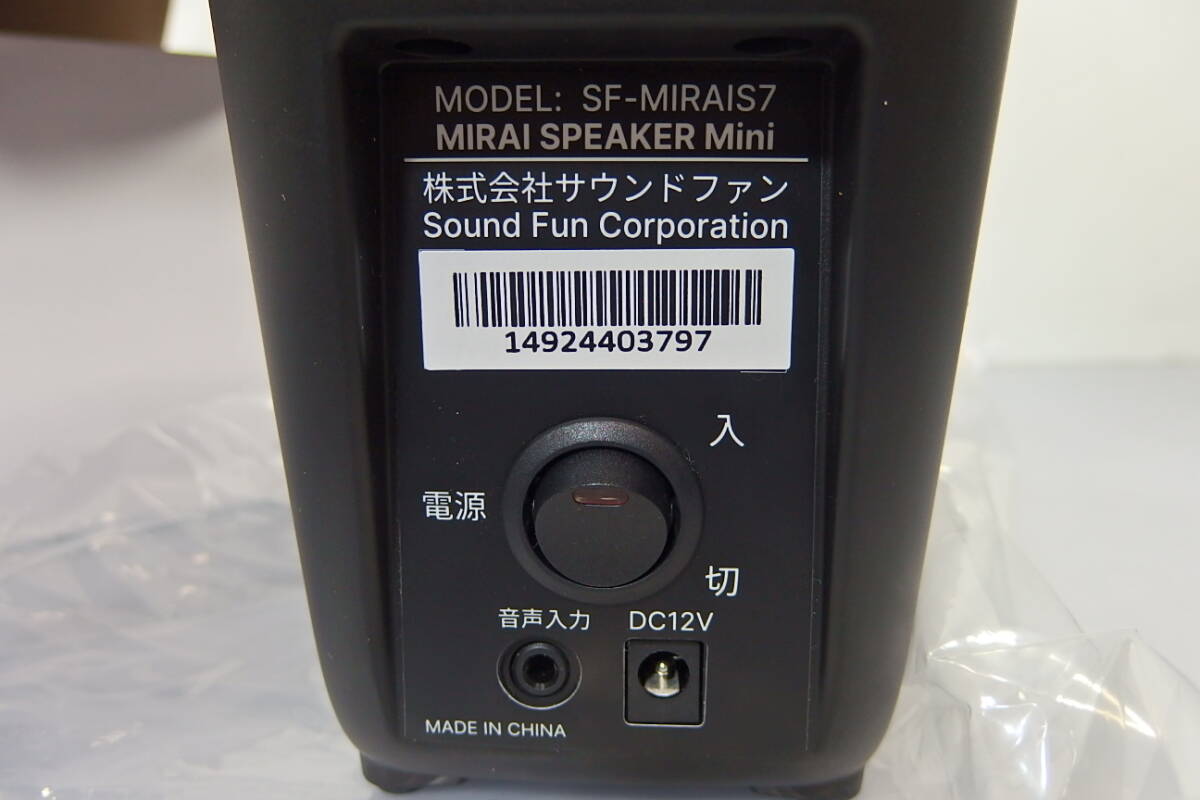 MODEL: SF-MIRAIS7
MIRAI SPEAKER Mini
株式会社サウンドファン
Sound Fun Corporation
14924403797
入
電源
切
音声入力 DC12V
MADE IN CHINA